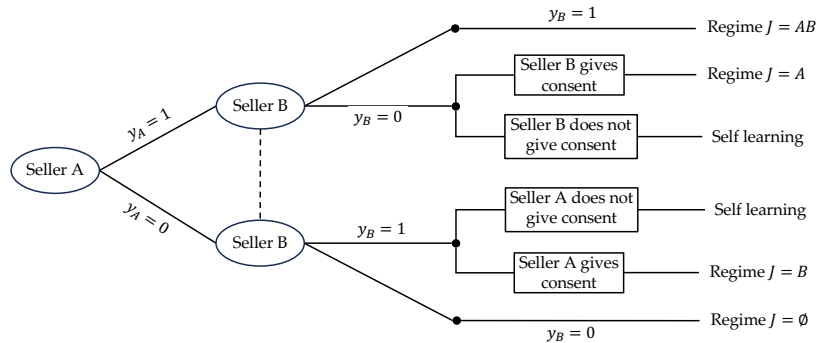 y_B = 1
Regime J = AB
Seller B gives
consent
Regime J = A
Seller B
y_A = 1
y_B = 0
Seller B does not
give consent
Self learning
Seller A
Seller A does not
give consent
Self learning
y_A = 0
y_B = 1
Seller B
Seller A gives
consent
Regime J = B
Regime J = ∅
y_B = 0